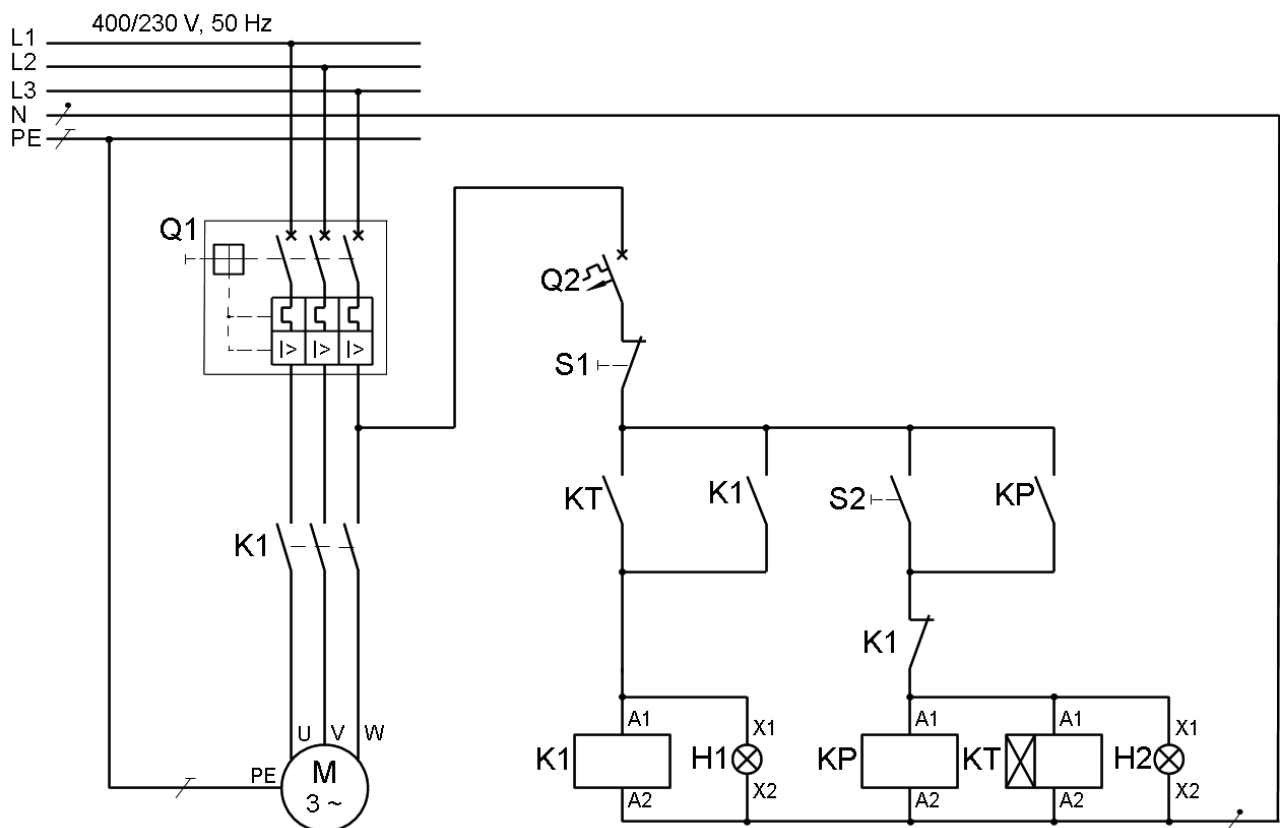 400/230 V, 50 Hz
L1
L2
L3
N
PE
Q1
I> I> I>
Q2
S1
KT K1 S2 KP
K1
K1
U V W
PE M
3 ~
A1 X1 A1 A1 X1
K1 H1 KP KT H2
A2 X2 A2 A2 X2